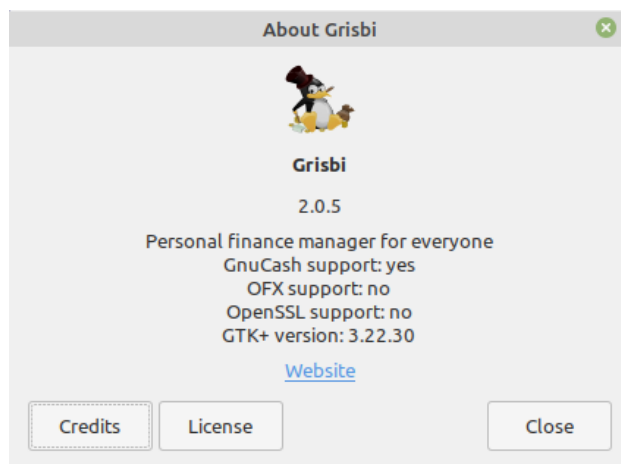 About Grisbi
Grisbi
2.0.5
Personal finance manager for everyone
GnuCash support: yes
OFX support: no
OpenSSL support: no
GTK+ version: 3.22.30
Website
Credits
License
Close